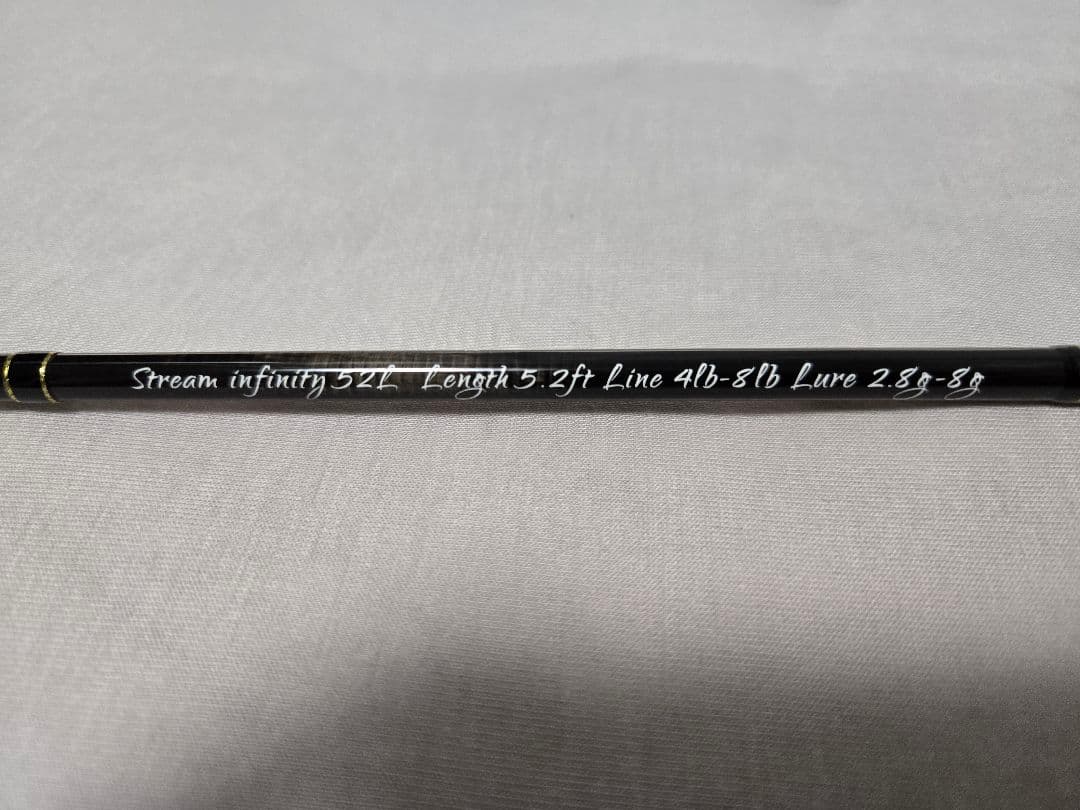 Stream infinity 52L Length 5.2ft Line 4lb-8lb Lure 2.8g-8g